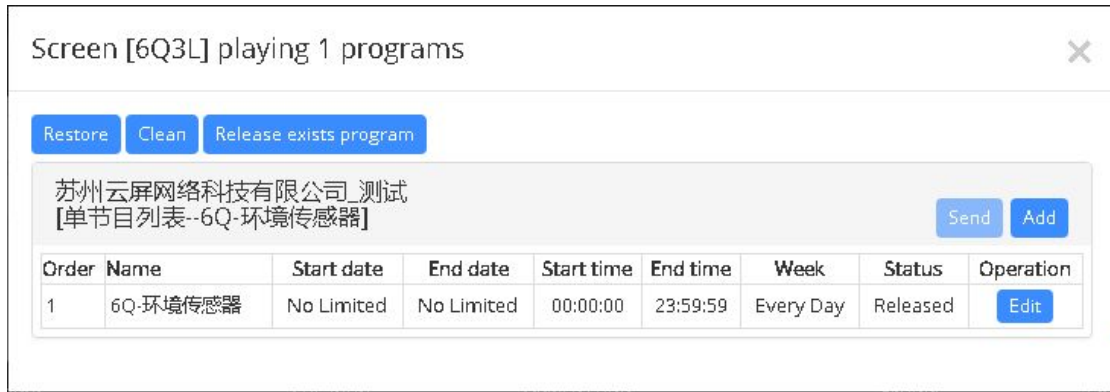 Screen [6Q3L] playing 1 programs
×
Restore Clean Release exists program
苏州云屏网络科技有限公司_测试
[单节目列表--6Q-环境传感器]
Send Add
Order Name Start date End date Start time End time Week Status Operation
1 6Q-环境传感器 No Limited No Limited 00:00:00 23:59:59 Every Day Released Edit